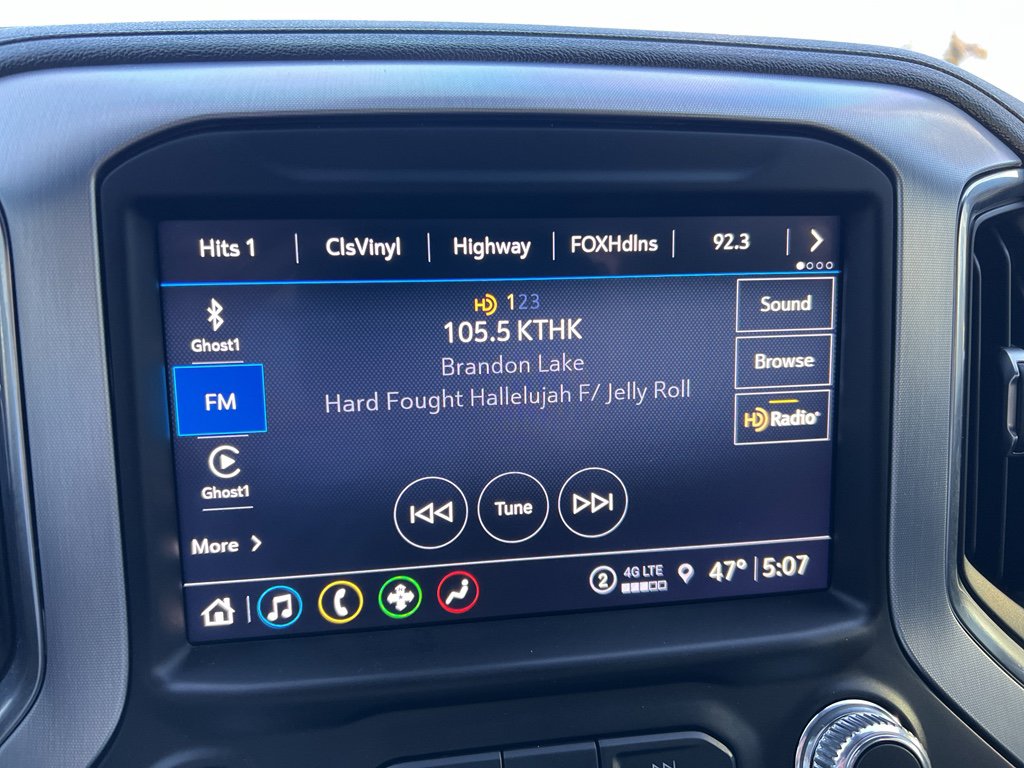 Hits 1 ClsVinyl Highway FOXHdlns 92.3
HD 123
105.5 KTHK
Brandon Lake
Hard Fought Hallelujah F/ Jelly Roll
Ghost1
FM
Ghost1
More
Sound
Browse
HD Radio
Tune
2 4G LTE 47° 5:07